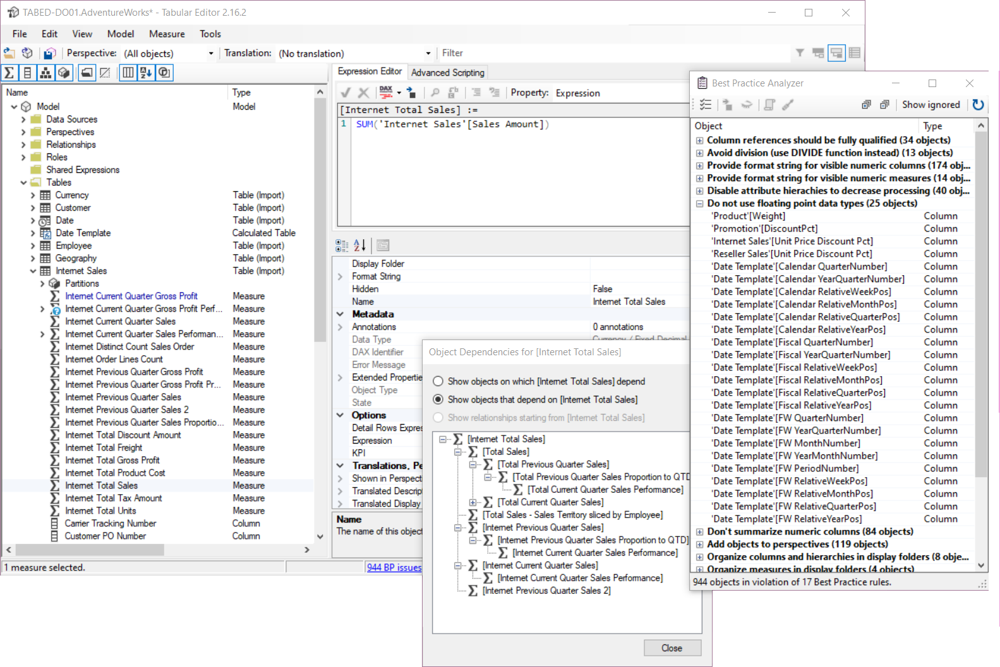 TABED-DO01.AdventureWorks* - Tabular Editor 2.16.2
File Edit View Model Measure Tools
Perspective: (All objects) Translation: (No translation) Filter
Name Type
Model Model
Data Sources
Perspectives
Relationships
Roles
Shared Expressions
Tables
Currency Table (Import)
Customer Table (Import)
Date Table (Import)
Date Template Calculated Table
Employee Table (Import)
Geography Table (Import)
Internet Sales Table (Import)
Partitions
Internet Current Quarter Gross Profit Measure
Internet Current Quarter Gross Profit Perf... Measure
Internet Current Quarter Sales Measure
Internet Current Quarter Sales Performan... Measure
Internet Distinct Count Sales Order Measure
Internet Order Lines Count Measure
Internet Previous Quarter Gross Profit Measure
Internet Previous Quarter Gross Profit Pr... Measure
Internet Previous Quarter Sales Measure
Internet Previous Quarter Sales 2 Measure
Internet Previous Quarter Sales Proportio... Measure
Internet Total Discount Amount Measure
Internet Total Freight Measure
Internet Total Gross Profit Measure
Internet Total Product Cost Measure
Internet Total Sales Measure
Internet Total Tax Amount Measure
Internet Total Units Measure
Carrier Tracking Number Column
Customer PO Number Column
1 measure selected.
944 BP issues
Expression Editor Advanced Scripting
DAX Property: Expression
[Internet Total Sales] :=
1 SUM('Internet Sales'[Sales Amount])
Display Folder
Format String
Hidden False
Name Internet Total Sales
Metadata
Annotations 0 annotations
Data Type Currency / Fixed Decimal
DAX Identifier
Error Message
Extended Propertie
Object Type
State
Options
Detail Rows Expres
Expression
KPI
Translations, Pe
Shown in Perspect
Translated Descrip
Translated Display
Name
The name of this object
Object Dependencies for [Internet Total Sales]
Show objects on which [Internet Total Sales] depend
Show objects that depend on [Internet Total Sales]
Show relationships starting from [Internet Total Sales]
[Internet Total Sales]
[Total Sales]
[Total Previous Quarter Sales]
[Total Previous Quarter Sales Proportion to QTD
[Total Current Quarter Sales Performance]
[Total Current Quarter Sales]
[Total Sales - Sales Territory sliced by Employee]
[Internet Previous Quarter Sales]
[Internet Previous Quarter Sales Proportion to QTD]
[Internet Current Quarter Sales Performance]
[Internet Current Quarter Sales]
[Internet Current Quarter Sales Performance]
[Internet Previous Quarter Sales 2]
Close
Best Practice Analyzer
Show ignored
Object Type
Column references should be fully qualified (34 objects)
Avoid division (use DIVIDE function instead) (13 objects)
Provide format string for visible numeric columns (174 obj...
Provide format string for visible numeric measures (14 obj...
Disable attribute hierachies to decrease processing (40 obj...
Do not use floating point data types (25 objects)
'Product'[Weight] Column
'Promotion'[DiscountPct] Column
'Internet Sales'[Unit Price Discount Pct] Column
'Reseller Sales'[Unit Price Discount Pct] Column
'Date Template'[Calendar QuarterNumber] Column
'Date Template'[Calendar YearQuarterNumber] Column
'Date Template'[Calendar RelativeWeekPos] Column
'Date Template'[Calendar RelativeMonthPos] Column
'Date Template'[Calendar RelativeQuarterPos] Column
'Date Template'[Calendar RelativeYearPos] Column
'Date Template'[Fiscal QuarterNumber] Column
'Date Template'[Fiscal YearQuarterNumber] Column
'Date Template'[Fiscal RelativeWeekPos] Column
'Date Template'[Fiscal RelativeMonthPos] Column
'Date Template'[Fiscal RelativeQuarterPos] Column
'Date Template'[Fiscal RelativeYearPos] Column
'Date Template'[FW QuarterNumber] Column
'Date Template'[FW YearQuarterNumber] Column
'Date Template'[FW MonthNumber] Column
'Date Template'[FW YearMonthNumber] Column
'Date Template'[FW PeriodNumber] Column
'Date Template'[FW RelativeWeekPos] Column
'Date Template'[FW RelativeMonthPos] Column
'Date Template'[FW RelativeQuarterPos] Column
'Date Template'[FW RelativeYearPos] Column
Don't summarize numeric columns (84 objects)
Add objects to perspectives (119 objects)
Organize columns and hierarchies in display folders (8 obje...
Organize measures in display folders (4 objects)
944 objects in violation of 17 Best Practice rules.